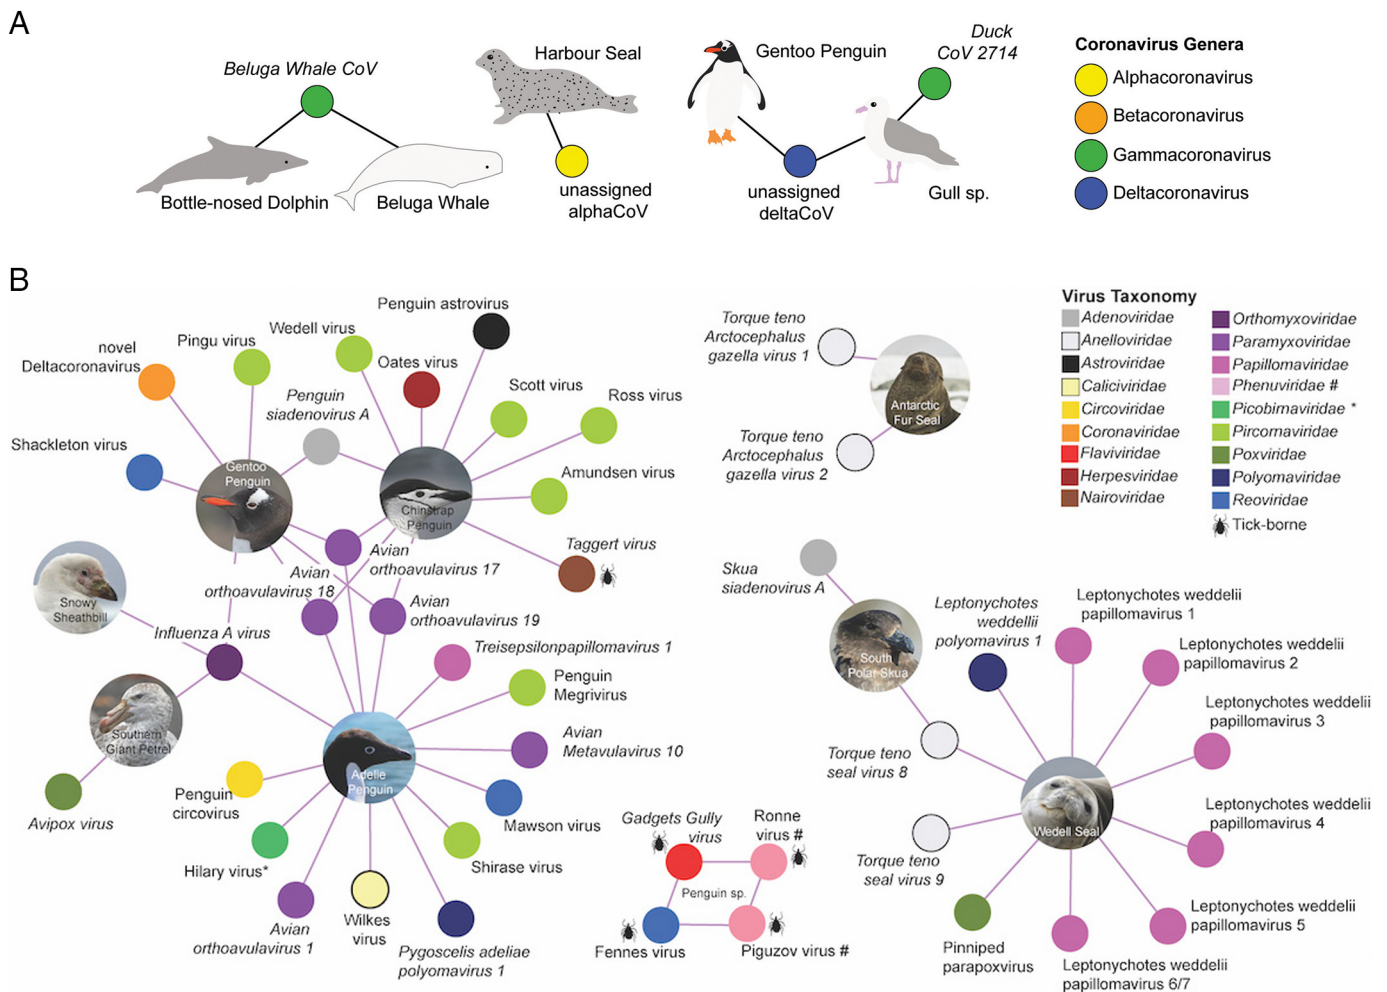 A
Beluga Whale CoV
Bottle-nosed Dolphin
Beluga Whale
Harbour Seal
unassigned
alphaCoV
Gentoo Penguin
unassigned
deltaCoV
Duck
CoV 2714
Gull sp.
Coronavirus Genera
Alphacoronavirus
Betacoronavirus
Gammacoronavirus
Deltacoronavirus
B
Penguin astrovirus
Wedell virus
Pingu virus
novel
Deltacoronavirus
Oates virus
Penguin
siadenovirus A
Scott virus
Ross virus
Shackleton virus
Gentoo
Penguin
Chinstrap
Penguin
Amundsen virus
Taggert virus
Avian
orthoavulavirus 17
Avian
orthoavulavirus 18
Avian
orthoavulavirus 19
Snowy
Sheathbill
Influenza A virus
Treisepsilonpapillomavirus 1
Penguin
Megrivirus
Southern
Giant Petrel
Avian
Metavulavirus 10
Adelie
Penguin
Avipox virus
Penguin
circovirus
Mawson virus
Hilary virus*
Shirase virus
Avian
orthoavulavirus 1
Wilkes
virus
Pygoscelis adeliae
polyomavirus 1
Gadgets Gully
virus
Ronne
virus #
Penguin sp.
Fennes virus
Piguzov virus #
Torque teno
Arctocephalus
gazella virus 1
Antarctic
Fur Seal
Torque teno
Arctocephalus
gazella virus 2
Skua
siadenovirus A
South
Polar Skua
Torque teno
seal virus 8
Torque teno
seal virus 9
Leptonychotes
weddellii
polyomavirus 1
Leptonychotes weddelii
papillomavirus 1
Leptonychotes weddelii
papillomavirus 2
Leptonychotes weddelii
papillomavirus 3
Leptonychotes weddelii
papillomavirus 4
Leptonychotes weddelii
papillomavirus 5
Leptonychotes weddelii
papillomavirus 6/7
Wedell Seal
Pinniped
parapoxvirus
Virus Taxonomy
Adenoviridae
Anelloviridae
Astroviridae
Caliciviridae
Circoviridae
Coronaviridae
Flaviviridae
Herpesviridae
Nairoviridae
Orthomyxoviridae
Paramyxoviridae
Papillomaviridae
Phenuviridae #
Picobirnaviridae *
Pircornaviridae
Poxviridae
Polyomaviridae
Reoviridae
Tick-borne